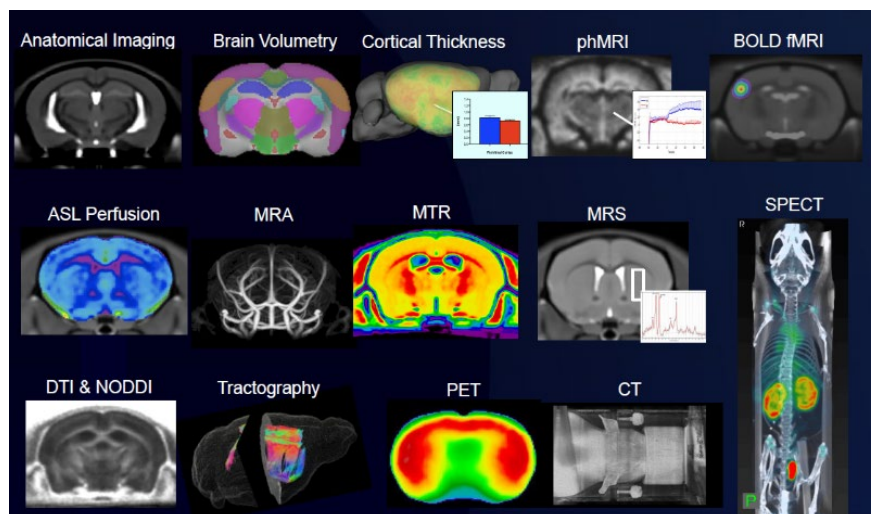 Anatomical Imaging
Brain Volumetry
Cortical Thickness
phMRI
BOLD fMRI
ASL Perfusion
MRA
MTR
MRS
SPECT
R
DTI & NODDI
Tractography
PET
CT
P